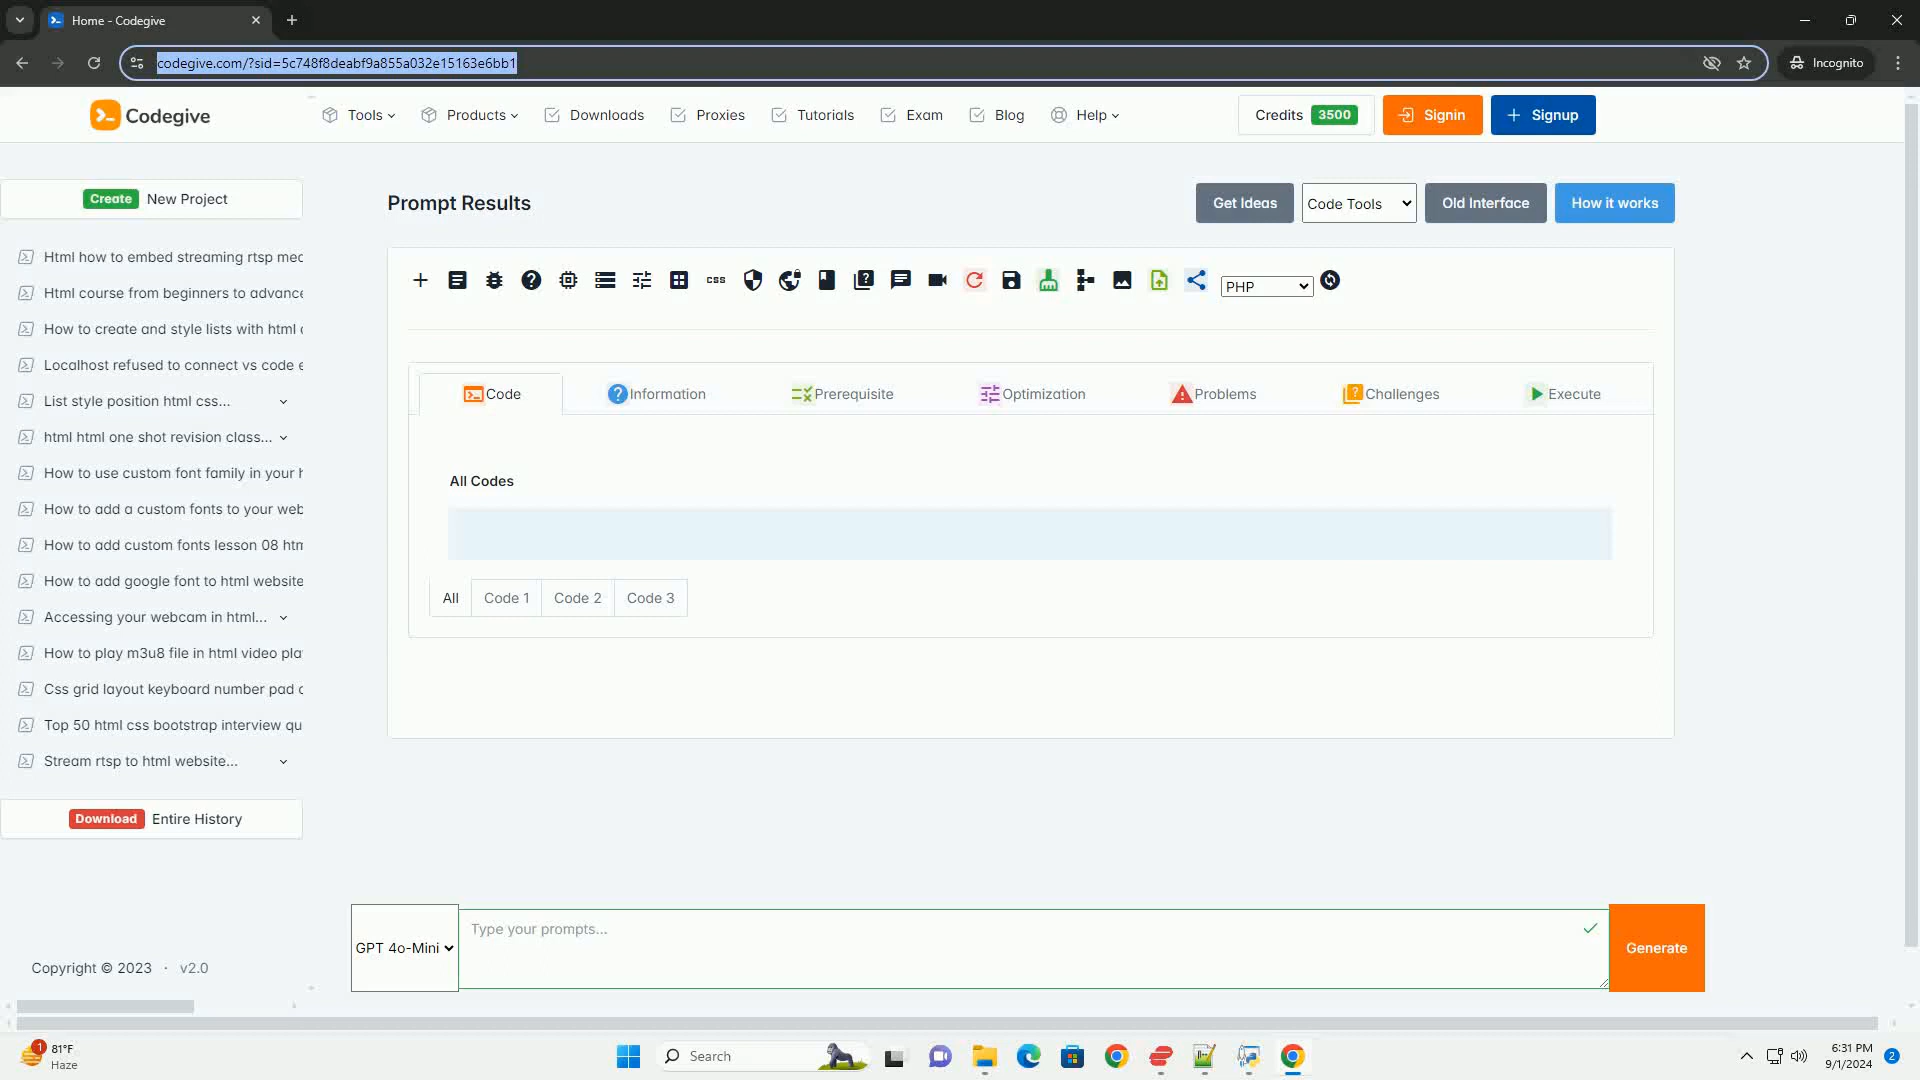 Home - Codegive
codegive.com/?sid=5c748f8deabf9a855a032e15163e6bb1
Incognito
Codegive
Tools
Products
Downloads
Proxies
Tutorials
Exam
Blog
Help
Credits 3500
Signin
Signup
Create New Project
Html how to embed streaming rtsp mec
Html course from beginners to advance
How to create and style lists with html
Localhost refused to connect vs code e
List style position html css...
html html one shot revision class...
How to use custom font family in your h
How to add a custom fonts to your web
How to add custom fonts lesson 08 htm
How to add google font to html website
Accessing your webcam in html...
How to play m3u8 file in html video pla
Css grid layout keyboard number pad c
Top 50 html css bootstrap interview qu
Stream rtsp to html website...
Download Entire History
Copyright © 2023 · v2.0
Prompt Results
Get Ideas
Code Tools
Old Interface
How it works
CSS
PHP
Code
Information
Prerequisite
Optimization
Problems
Challenges
Execute
All Codes
All
Code 1
Code 2
Code 3
GPT 4o-Mini
Type your prompts...
Generate
1
81°F
Haze
Search
6:31 PM
9/1/2024
2